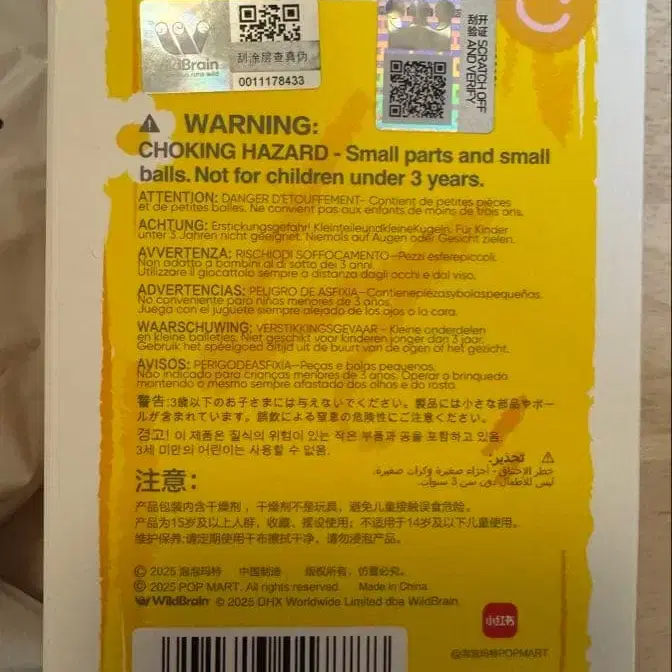 WildBrain
刮涂层查真伪
0011178433
开证
刮验
SCRATCH OFF
AND VERIFY
WARNING:
CHOKING HAZARD - Small parts and small
balls. Not for children under 3 years.
ATTENTION: DANGER D'ETOUFFEMENT- Contient de petites pièces
et de petites balles. Ne convient pas aux enfants de moins de trois ans.
ACHTUNG: Erstickungsgefahr! KleinteileundkleineKugeln. Für Kinder
unter 3 Jahren nicht geeignet. Niemals auf Augen oder Gesicht zielen.
AVVERTENZA: RISCHIODI SOFFOCAMENTO-Pezzi esferepiccoli.
Non adatto a bambini al di sotto dei 3 anni.
Utilizzare il giocattolo sempre a distanza dagli occhi e dal viso.
ADVERTENCIAS: PELIGRO DE ASFIXIA-Contienepiezasybolaspequeñas.
No conveniente para niños menores de 3 años.
Juega con el juguete siempre alejado de los ojos o la cara.
WAARSCHUWING: VERSTIKKINGSGEVAAR - Kleine onderdelen
en kleine balletjes. Niet geschikt voor kinderen jonger dan 3 jaar.
Gebruik het speelgoed altijd uit de buurt van de ogen of het gezicht.
AVISOS: PERIGODEASFIXIA-Peças e bolas pequenas.
Não indicado para crianças menores de 3 anos. Operar o brinquedo
mantendo o mesmo sempre afastado dos olhos e do rosto.
警告:3歳以下のお子さまには与えないでください。製品には小さな部品やボー
ルが含まれています。誤飲による窒息の危険性にご注意ください。
경고! 이 제품은 질식의 위험이 있는 작은 부품과 공을 포함하고 있음.
3세 미만의 어린이는 사용할 수 없음.
تحذير:
خطر الاختناق - أجزاء صغيرة وكرات صغيرة.
ليس للأطفال دون سن 3 سنوات.
注意:
产品包装内含干燥剂，干燥剂不是玩具，避免儿童接触误食危险。
产品为15岁及以上人群，收藏、摆设使用；不适用于14岁及以下儿童使用。
维护保养:请定期使用干布擦拭干净，请勿浸泡产品。
© 2025 泡泡玛特 中国制造 版权所有，仿冒必究。
© 2025 POP MART. All rights reserved. Made in China.
WildBrain © 2025 DHX Worldwide Limited dba WildBrain.
小红书
@泡泡玛特POPMART